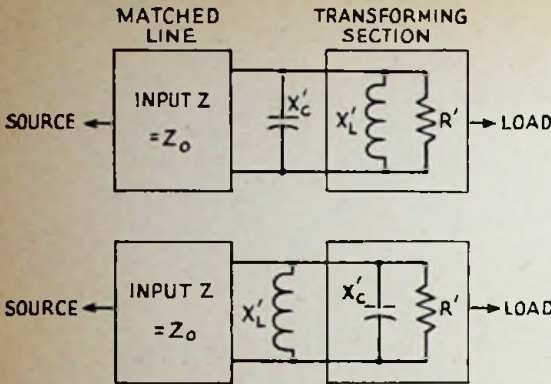 MATCHED LINE
TRANSFORMING SECTION
INPUT Z = Z₀
X'C
X'L
R'
SOURCE
LOAD
INPUT Z = Z₀
X'L
X'C
R'
SOURCE
LOAD